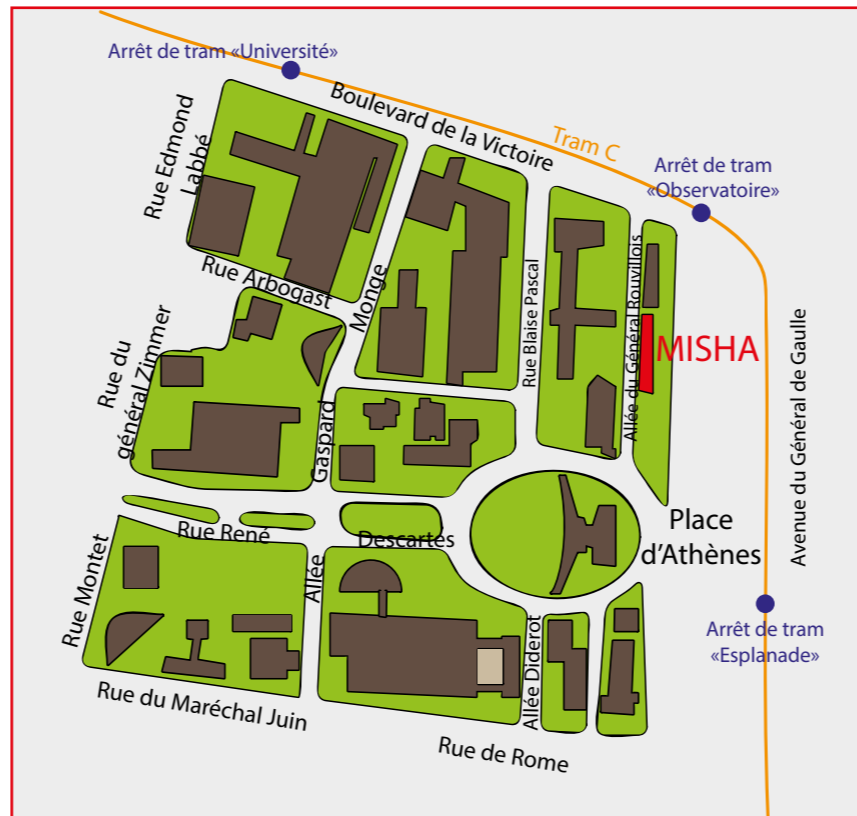 Arrêt de tram «Université»
Boulevard de la Victoire
Tram C
Arrêt de tram
«Observatoire»
Rue Edmond
Labbé
Rue Arbogast
Monge
Rue Blaise Pascal
Allée du Général Rouvillois
MISHA
Avenue du Général de Gaulle
Rue du
général Zimmer
Gaspard
Rue René
Descartes
Place
d’Athènes
Rue Montet
Allée
Allée Diderot
Arrêt de tram
«Esplanade»
Rue du Maréchal Juin
Rue de Rome